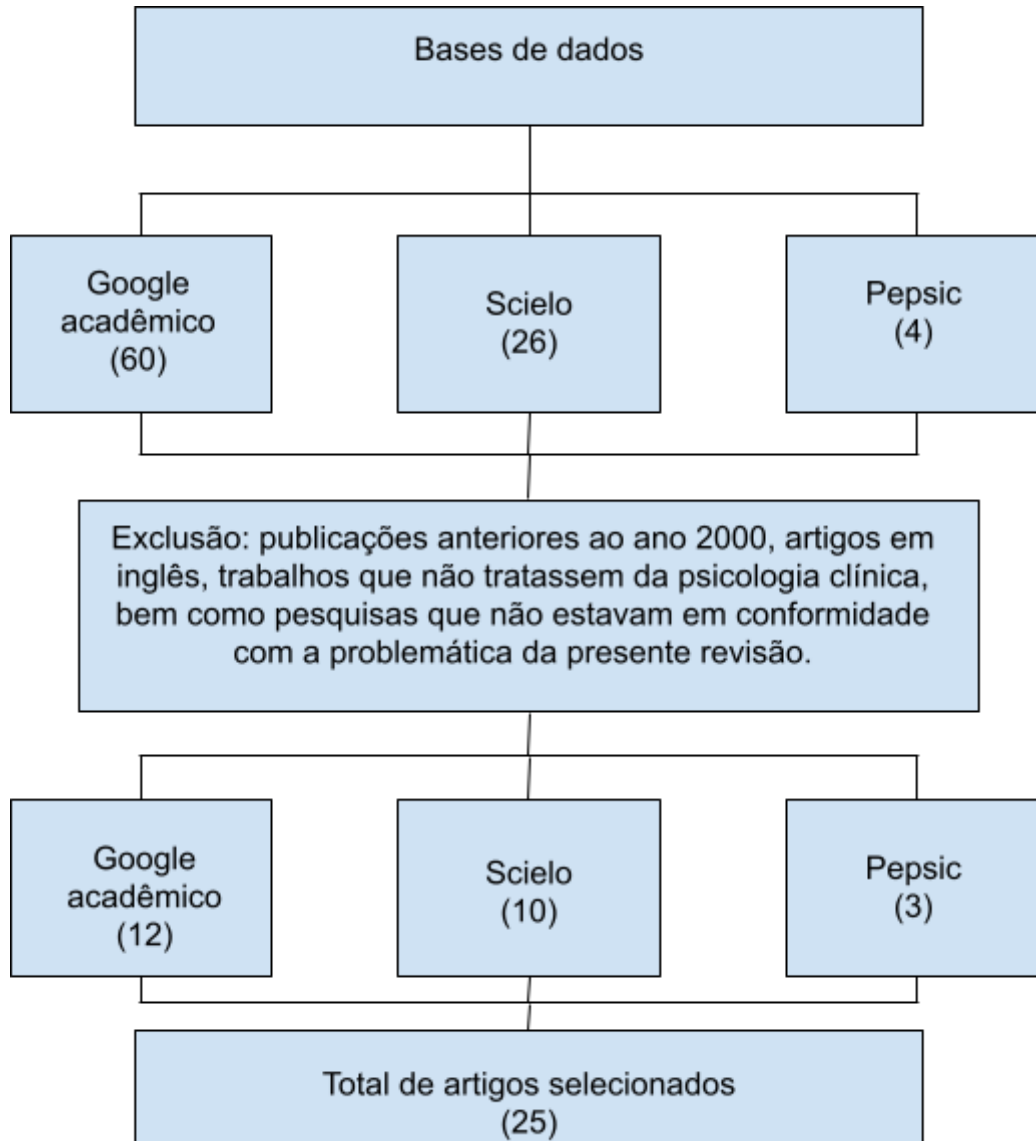 Bases de dados
Google
acadêmico
(60)
Scielo
(26)
Pepsic
(4)
Exclusão: publicações anteriores ao ano 2000, artigos em
inglês, trabalhos que não tratassem da psicologia clínica,
bem como pesquisas que não estavam em conformidade
com a problemática da presente revisão.
Google
acadêmico
(12)
Scielo
(10)
Pepsic
(3)
Total de artigos selecionados
(25)